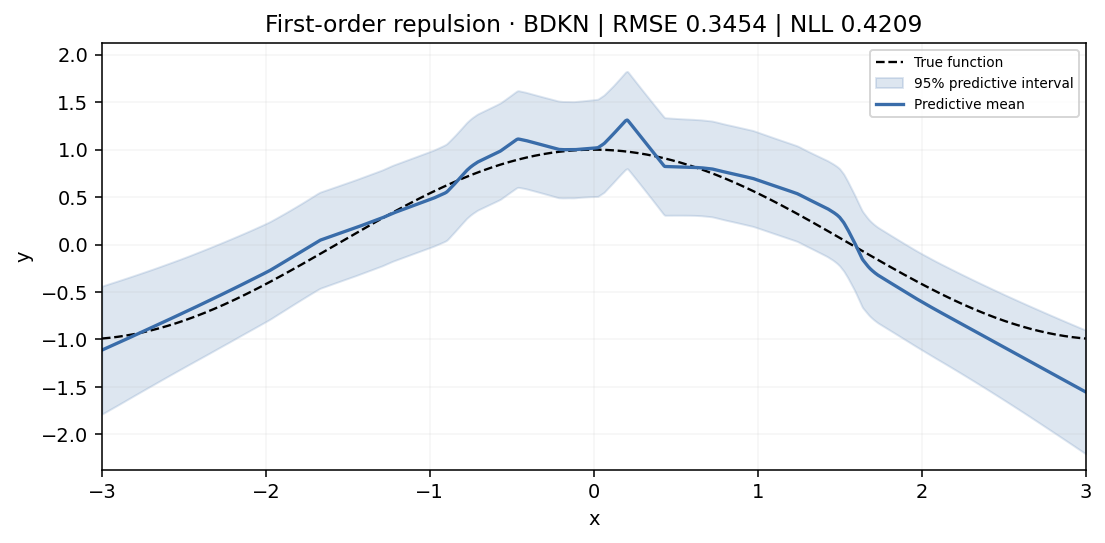 First-order repulsion · BDKN | RMSE 0.3454 | NLL 0.4209
True function
95% predictive interval
Predictive mean
y
2.0
1.5
1.0
0.5
0.0
−0.5
−1.0
−1.5
−2.0
−3 −2 −1 0 1 2 3
x